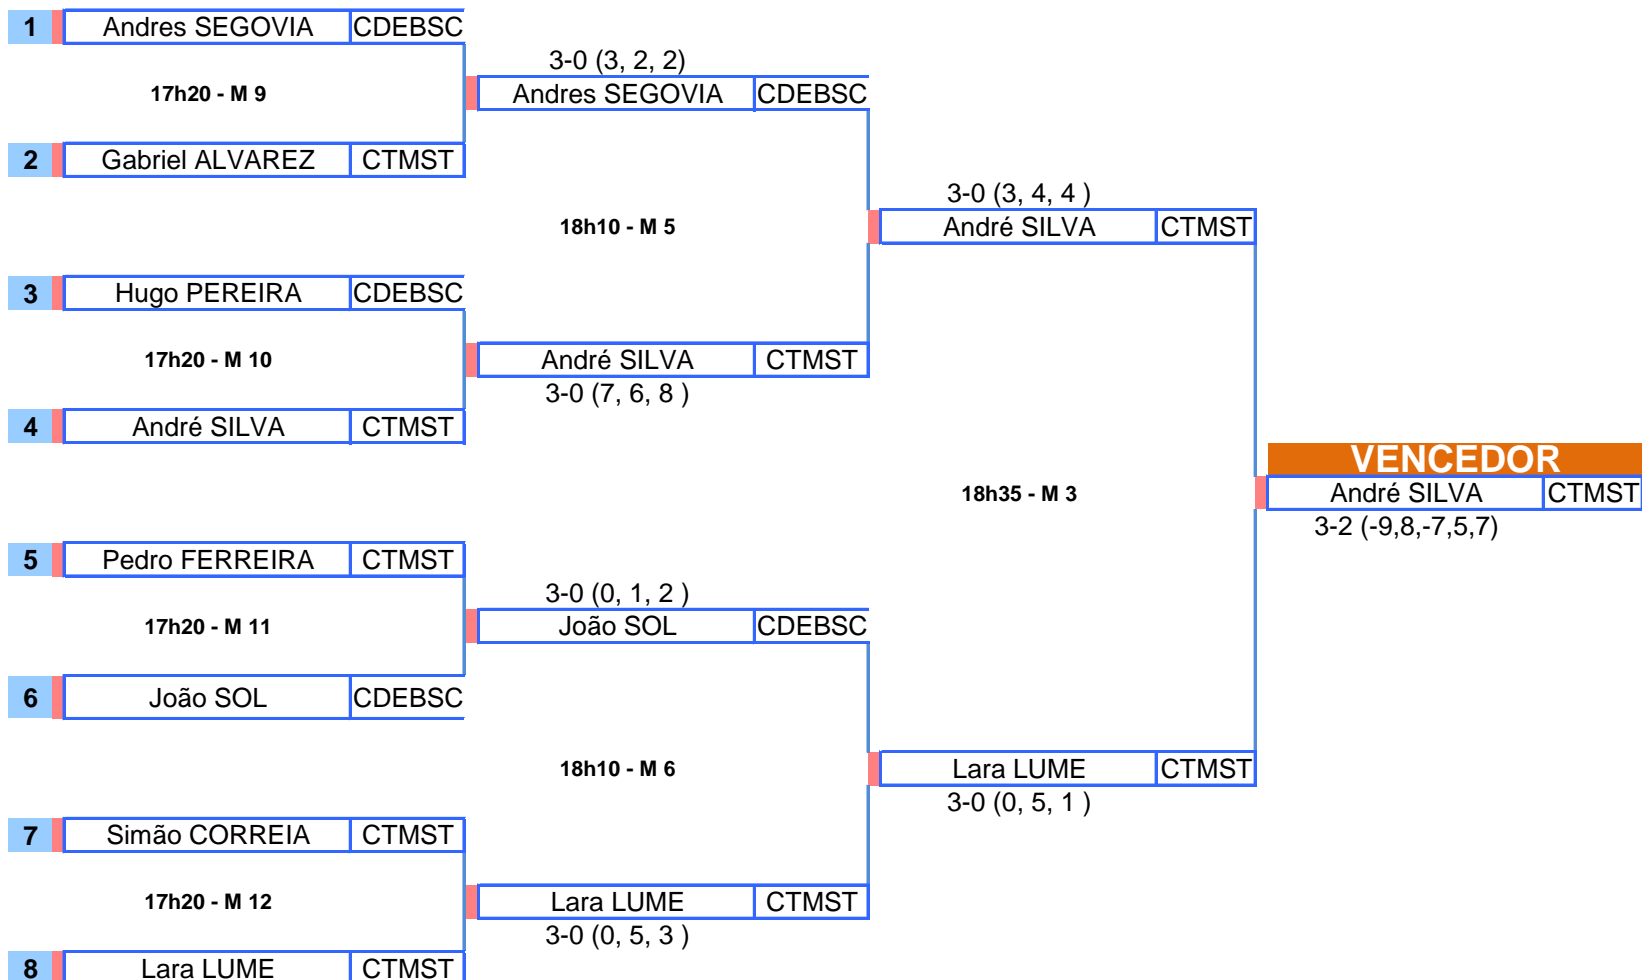 1 Andres SEGOVIA CDEBSC
3-0 (3, 2, 2)
17h20 - M 9
Andres SEGOVIA CDEBSC
2 Gabriel ALVAREZ CTMST
3-0 (3, 4, 4 )
18h10 - M 5
André SILVA CTMST
3 Hugo PEREIRA CDEBSC
17h20 - M 10
André SILVA CTMST
3-0 (7, 6, 8 )
4 André SILVA CTMST
VENCEDOR
18h35 - M 3
André SILVA CTMST
3-2 (-9,8,-7,5,7)
5 Pedro FERREIRA CTMST
3-0 (0, 1, 2 )
17h20 - M 11
João SOL CDEBSC
6 João SOL CDEBSC
18h10 - M 6
Lara LUME CTMST
3-0 (0, 5, 1 )
7 Simão CORREIA CTMST
17h20 - M 12
Lara LUME CTMST
3-0 (0, 5, 3 )
8 Lara LUME CTMST